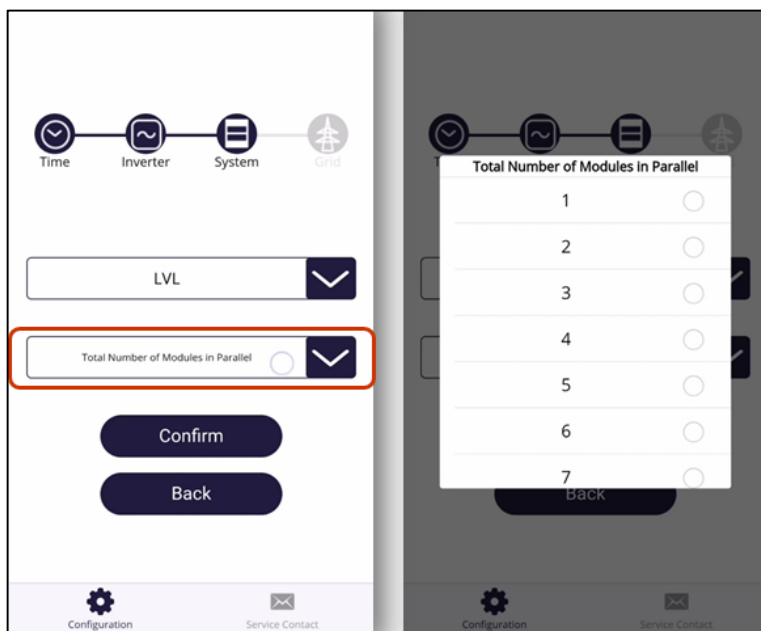 Time
Inverter
System
Grid
LVL
Total Number of Modules in Parallel
Confirm
Back
Configuration
Service Contact
T
Total Number of Modules in Parallel
1
2
3
4
5
6
7
Back
Configuration
Service Contact